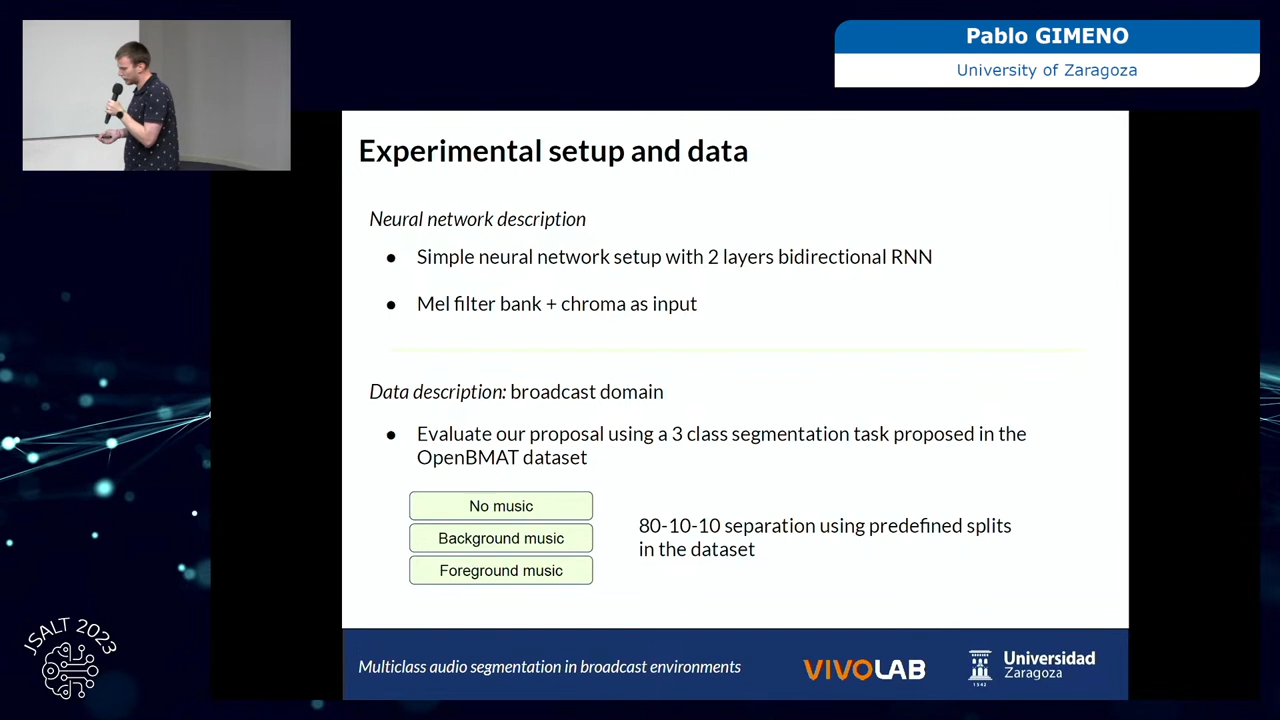 Pablo GIMENO
University of Zaragoza
Experimental setup and data
Neural network description
● Simple neural network setup with 2 layers bidirectional RNN
● Mel filter bank + chroma as input
Data description: broadcast domain
● Evaluate our proposal using a 3 class segmentation task proposed in the
OpenBMAT dataset
No music
Background music
Foreground music
80-10-10 separation using predefined splits
in the dataset
Multiclass audio segmentation in broadcast environments
VIVOLAB
Universidad
Zaragoza
1542
JSALT 2023